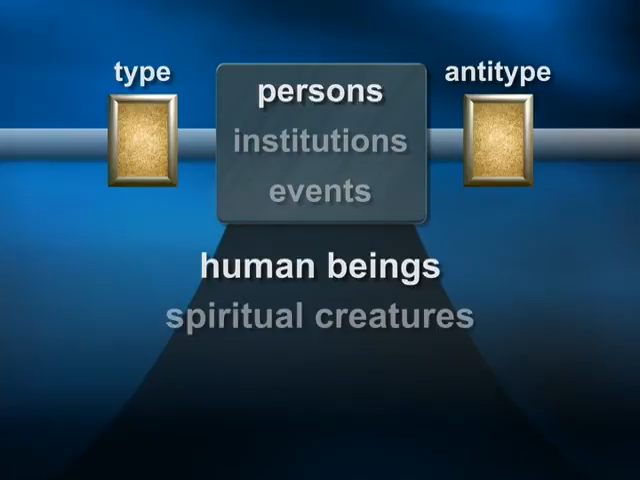 type
antitype
persons
institutions
events
human beings
spiritual creatures